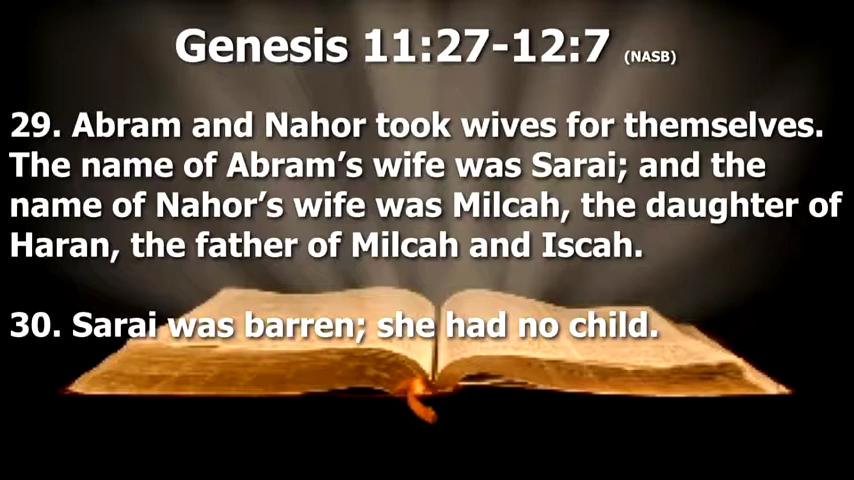 Genesis 11:27-12:7 (NASB)
29. Abram and Nahor took wives for themselves.
The name of Abram’s wife was Sarai; and the
name of Nahor’s wife was Milcah, the daughter of
Haran, the father of Milcah and Iscah.
30. Sarai was barren; she had no child.